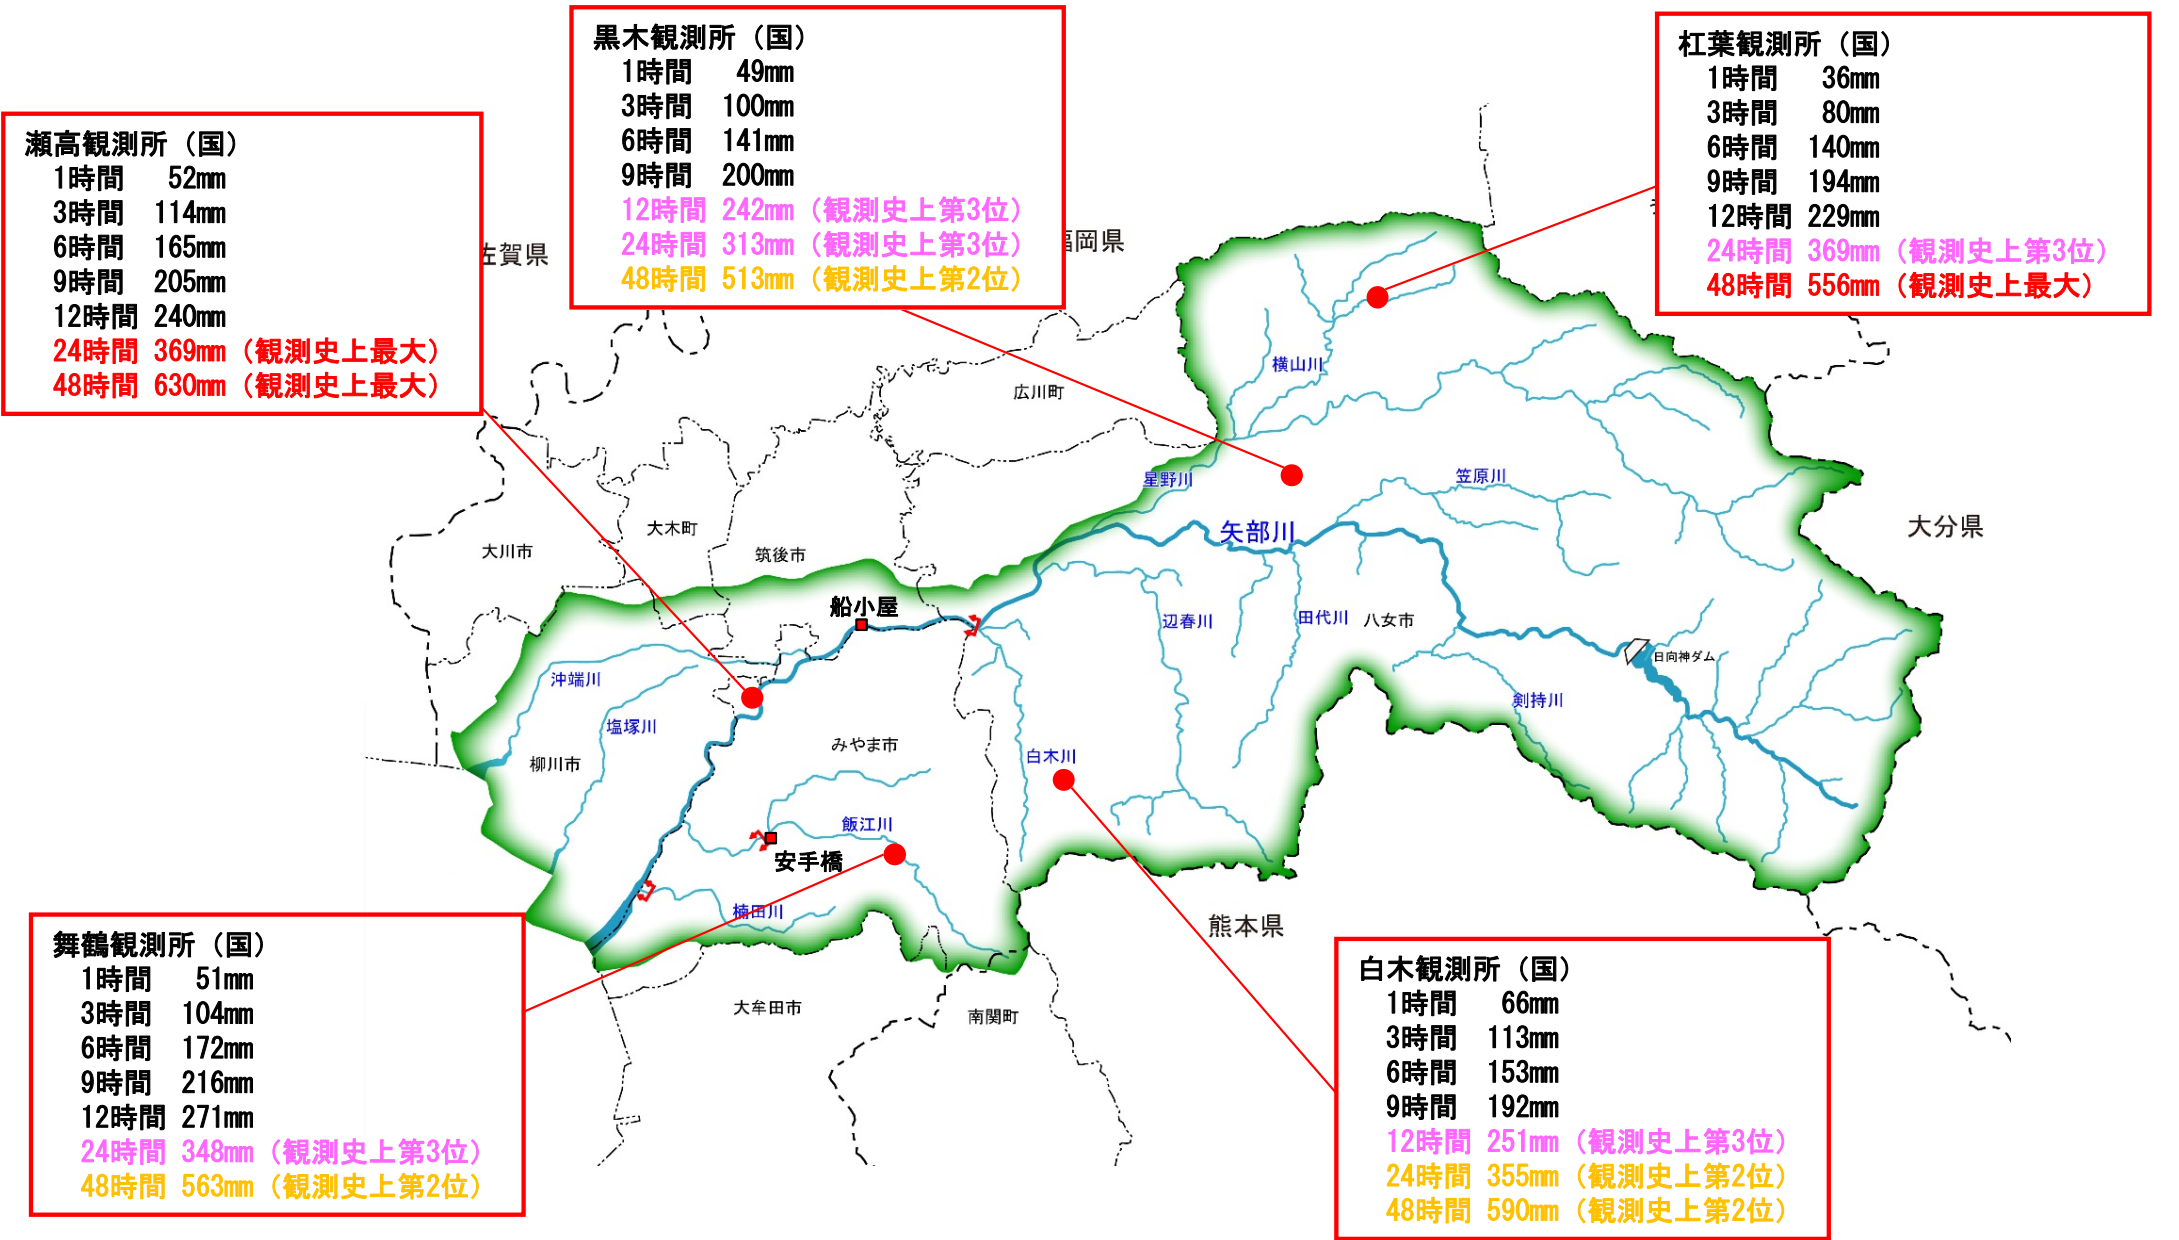 黒木観測所（国）
1時間 49mm
3時間 100mm
6時間 141mm
9時間 200mm
12時間 242mm（観測史上第3位）
24時間 313mm（観測史上第3位）
48時間 513mm（観測史上第2位）
杠葉観測所（国）
1時間 36mm
3時間 80mm
6時間 140mm
9時間 194mm
12時間 229mm
24時間 369mm（観測史上第3位）
48時間 556mm（観測史上最大）
瀬高観測所（国）
1時間 52mm
3時間 114mm
6時間 165mm
9時間 205mm
12時間 240mm
24時間 369mm（観測史上最大）
48時間 630mm（観測史上最大）
佐賀県
福岡県
横山川
広川町
星野川
笠原川
大木町
大川市
筑後市
矢部川
大分県
船小屋
辺春川
田代川
八女市
日向神ダム
沖端川
塩塚川
剣持川
みやま市
柳川市
白木川
飯江川
安手橋
楠田川
熊本県
大牟田市
南関町
舞鶴観測所（国）
1時間 51mm
3時間 104mm
6時間 172mm
9時間 216mm
12時間 271mm
24時間 348mm（観測史上第3位）
48時間 563mm（観測史上第2位）
白木観測所（国）
1時間 66mm
3時間 113mm
6時間 153mm
9時間 192mm
12時間 251mm（観測史上第3位）
24時間 355mm（観測史上第2位）
48時間 590mm（観測史上第2位）